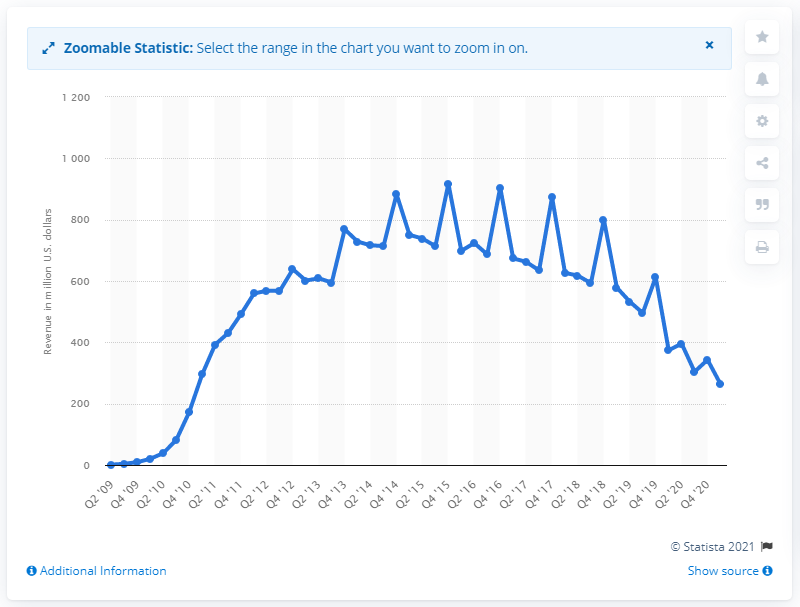 Zoomable Statistic: Select the range in the chart you want to zoom in on.
×
1 200
1 000
800
600
400
200
0
Revenue in million U.S. dollars
Q2 '09
Q4 '09
Q2 '10
Q4 '10
Q2 '11
Q4 '11
Q2 '12
Q4 '12
Q2 '13
Q4 '13
Q2 '14
Q4 '14
Q2 '15
Q4 '15
Q2 '16
Q4 '16
Q2 '17
Q4 '17
Q2 '18
Q4 '18
Q2 '19
Q4 '19
Q2 '20
Q4 '20
© Statista 2021
Additional Information
Show source